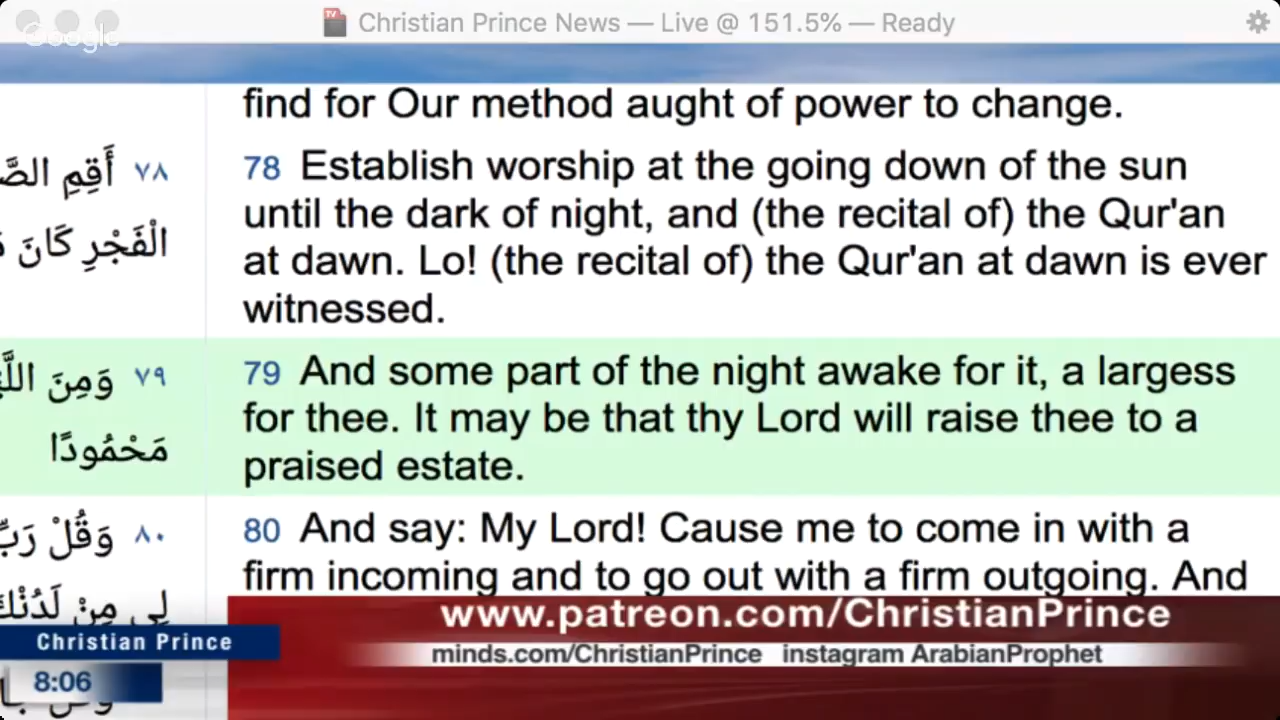 Christian Prince News — Live @ 151.5% — Ready
Google
find for Our method aught of power to change.
أَقِمِ ٧٨
78 Establish worship at the going down of the sun
until the dark of night, and (the recital of) the Qur'an
الْفَجْرِ كَانَ
at dawn. Lo! (the recital of) the Qur'an at dawn is ever
witnessed.
وَمِنَ ٧٩
79 And some part of the night awake for it, a largess
for thee. It may be that thy Lord will raise thee to a
مَحْمُودًا
praised estate.
وَقُلْ ٨٠
80 And say: My Lord! Cause me to come in with a
firm incoming and to go out with a firm outgoing. And
لِي مِنْ
www.patreon.com/ChristianPrince
Christian Prince
minds.com/ChristianPrince instagram ArabianProphet
8:06